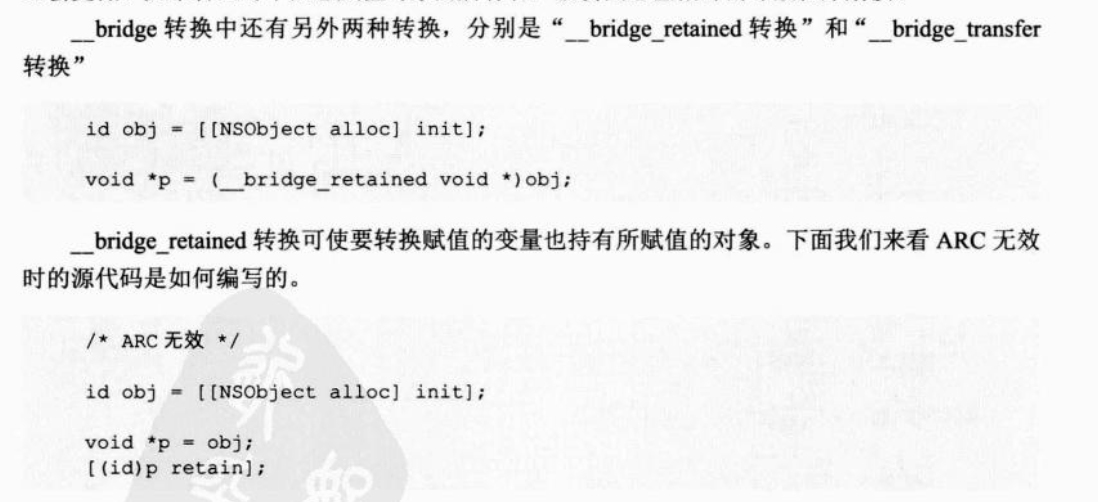 __bridge 转换中还有另外两种转换，分别是“__bridge_retained 转换”和“__bridge_transfer
转换”
id obj = [[NSObject alloc] init];
void *p = (__bridge_retained void *)obj;
__bridge_retained 转换可使要转换赋值的变量也持有所赋值的对象。下面我们来看 ARC 无效
时的源代码是如何编写的。
/* ARC 无效 */
id obj = [[NSObject alloc] init];
void *p = obj;
[(id)p retain];